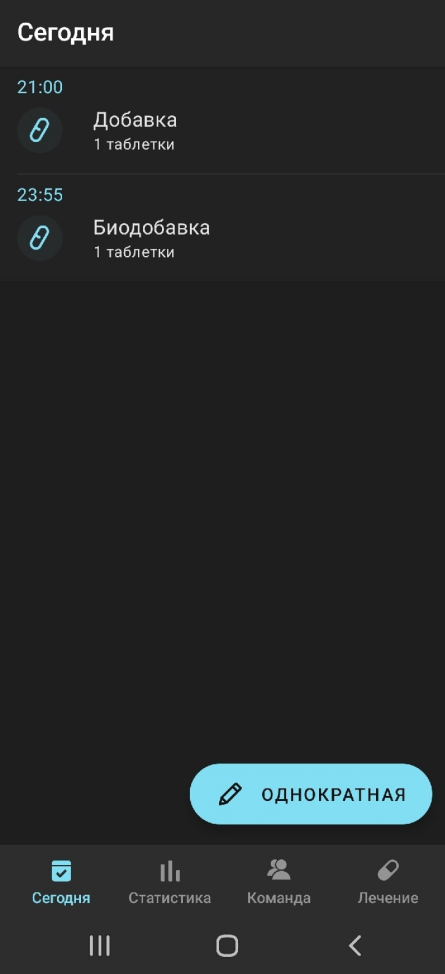 Сегодня
21:00
Добавка
1 таблетки
23:55
Биодобавка
1 таблетки
ОДНОКРАТНАЯ
Сегодня Статистика Команда Лечение